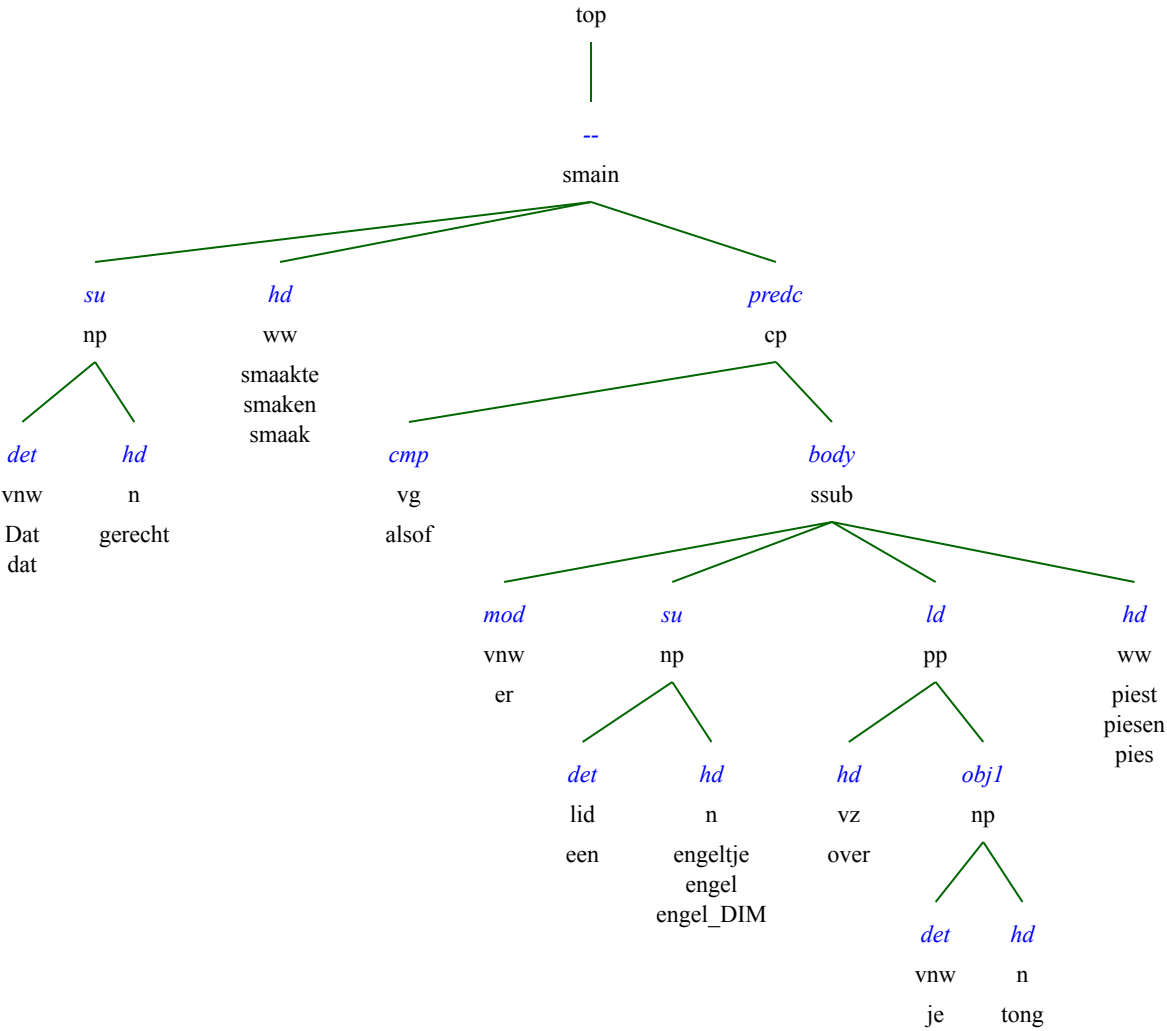 top
--
smain
su hd predc
np ww cp
smaakte
smaken
smaak
det hd cmp body
vnw n vg ssub
Dat gerecht alsof
dat
mod su ld hd
vnw np pp ww
er piest
piesen
pies
det hd hd obj1
lid n vz np
een engeltje over
engel
engel_DIM
det hd
vnw n
je tong